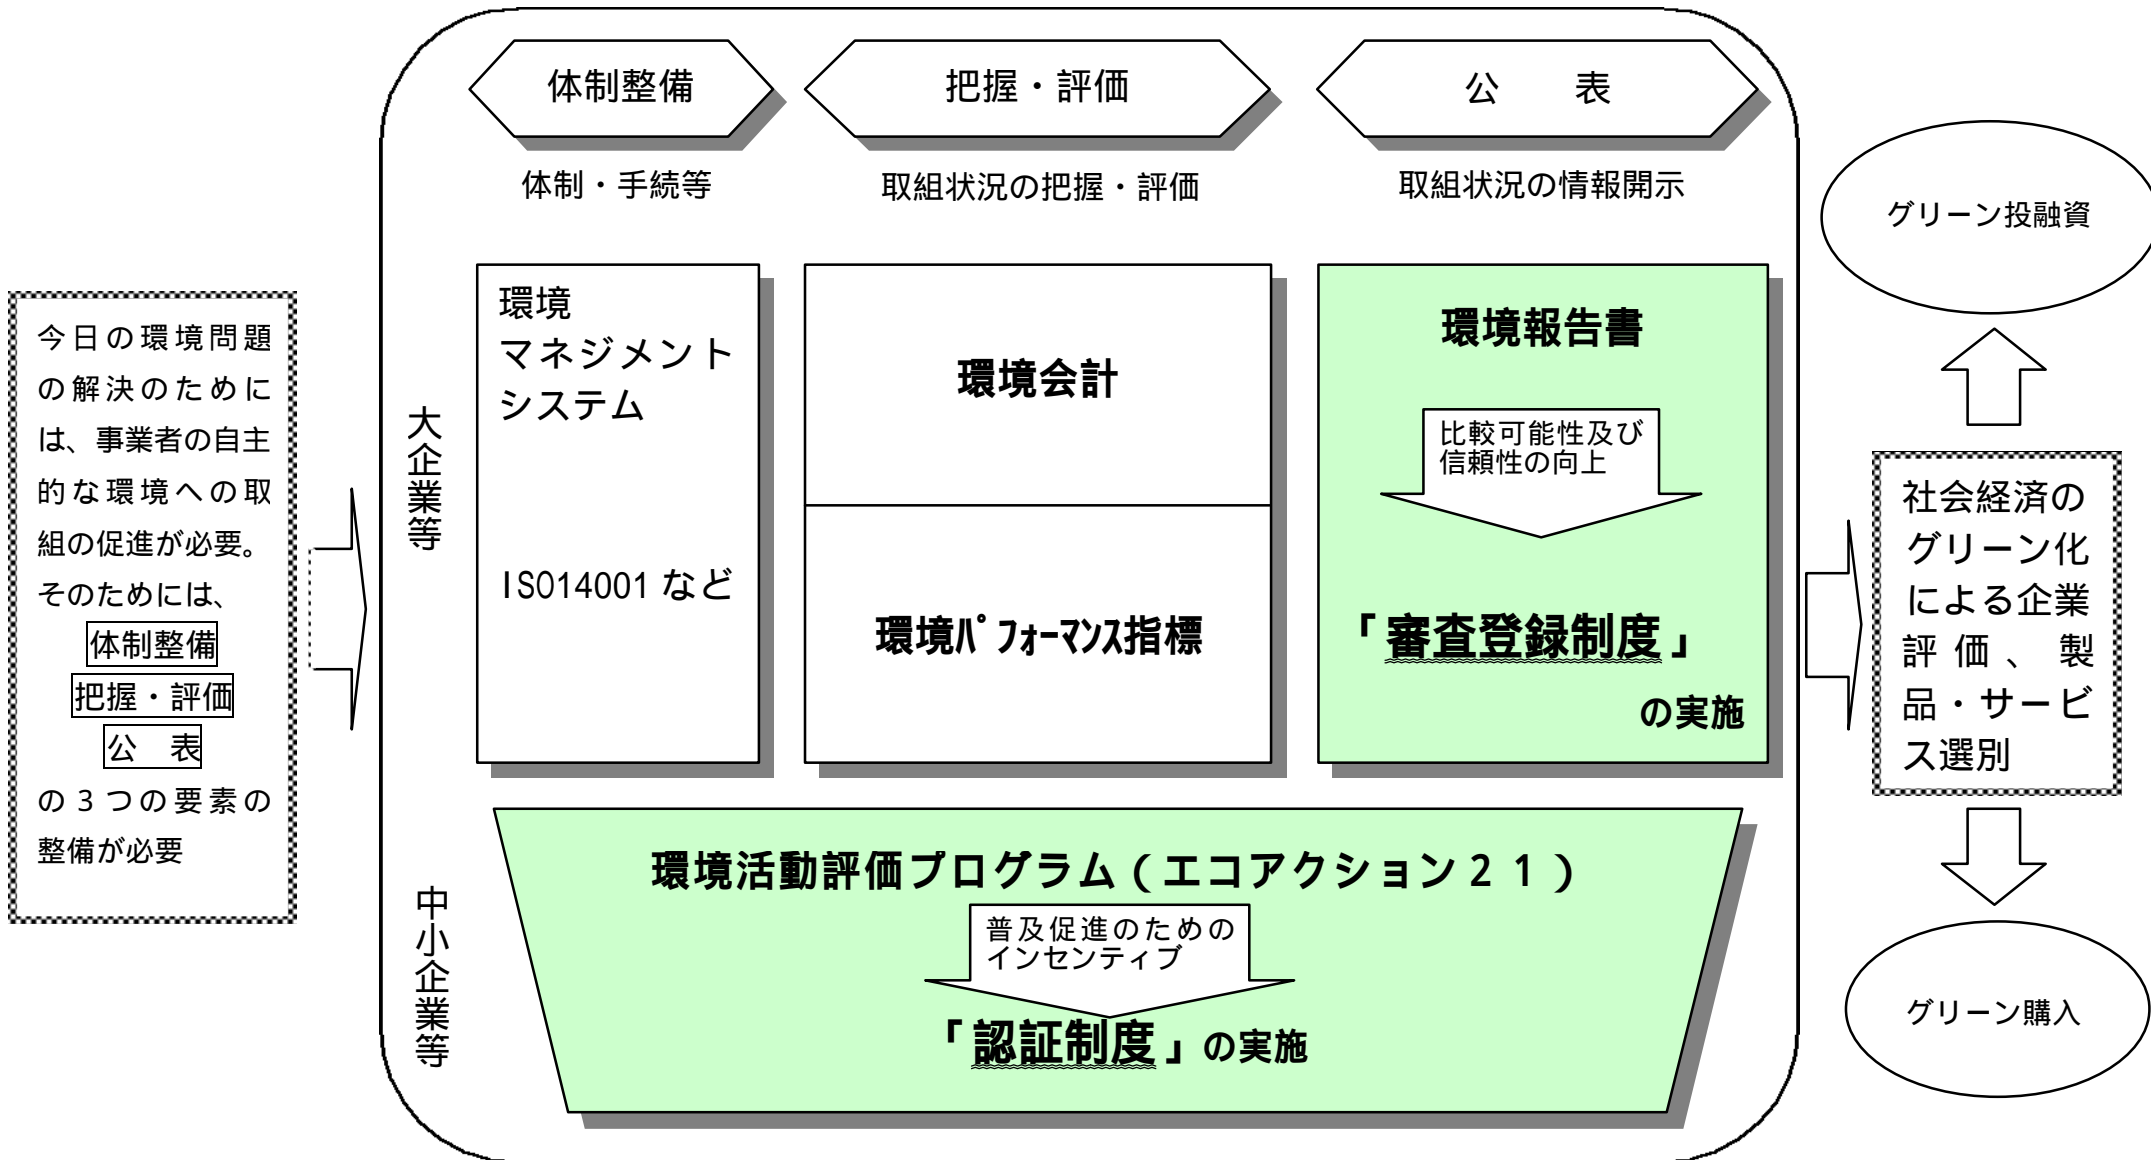 体制整備
把握・評価
公　表
体制・手続等
取組状況の把握・評価
取組状況の情報開示
今日の環境問題
の解決のために
は、事業者の自主
的な環境への取
組の促進が必要。
そのためには、
体制整備
把握・評価
公　表
の３つの要素の
整備が必要
大企業等
環境
マネジメント
システム
ISO14001 など
環境会計
環境ﾊﾟﾌｫｰﾏﾝｽ指標
環境報告書
比較可能性及び
信頼性の向上
「審査登録制度」
の実施
中小企業等
環境活動評価プログラム（エコアクション２１）
普及促進のための
インセンティブ
「認証制度」の実施
グリーン投融資
社会経済の
グリーン化
による企業
評価、製
品・サービ
ス選別
グリーン購入